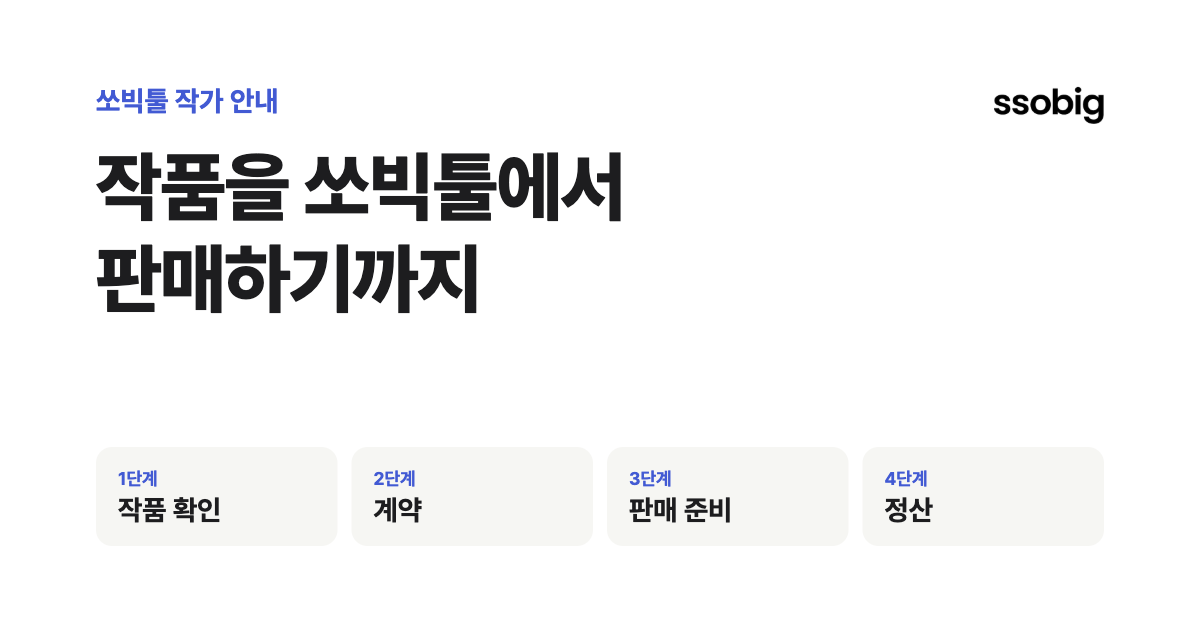 쏘빅툴 작가 안내
ssobig
작품을 쏘빅툴에서
판매하기까지
1단계
작품 확인
2단계
계약
3단계
판매 준비
4단계
정산